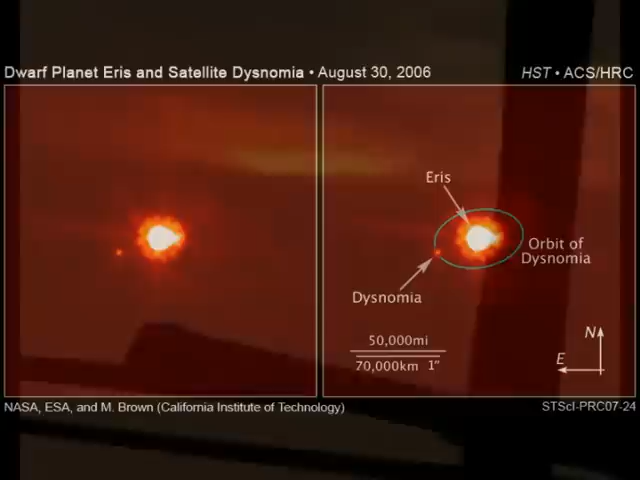 Dwarf Planet Eris and Satellite Dysnomia • August 30, 2006
HST • ACS/HRC
Eris
Orbit of
Dysnomia
Dysnomia
50,000mi
70,000km 1"
N
E
NASA, ESA, and M. Brown (California Institute of Technology)
STScI-PRC07-24